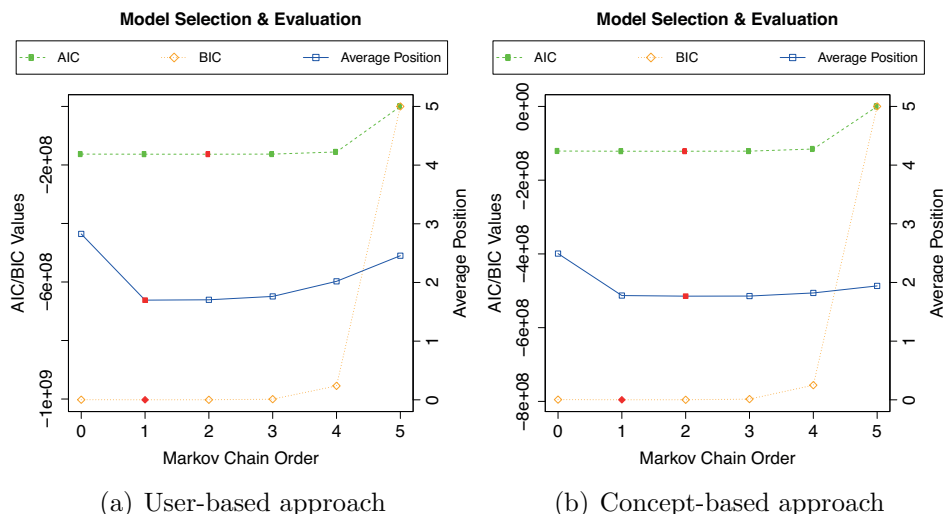 Model Selection & Evaluation
AIC BIC Average Position
AIC/BIC Values
-2e+08
-6e+08
-1e+09
0 1 2 3 4 5
Average Position
0 1 2 3 4 5
Markov Chain Order
(a) User-based approach
Model Selection & Evaluation
AIC BIC Average Position
AIC/BIC Values
0e+00
-2e+08
-4e+08
-6e+08
-8e+08
0 1 2 3 4 5
Average Position
0 1 2 3 4 5
Markov Chain Order
(b) Concept-based approach